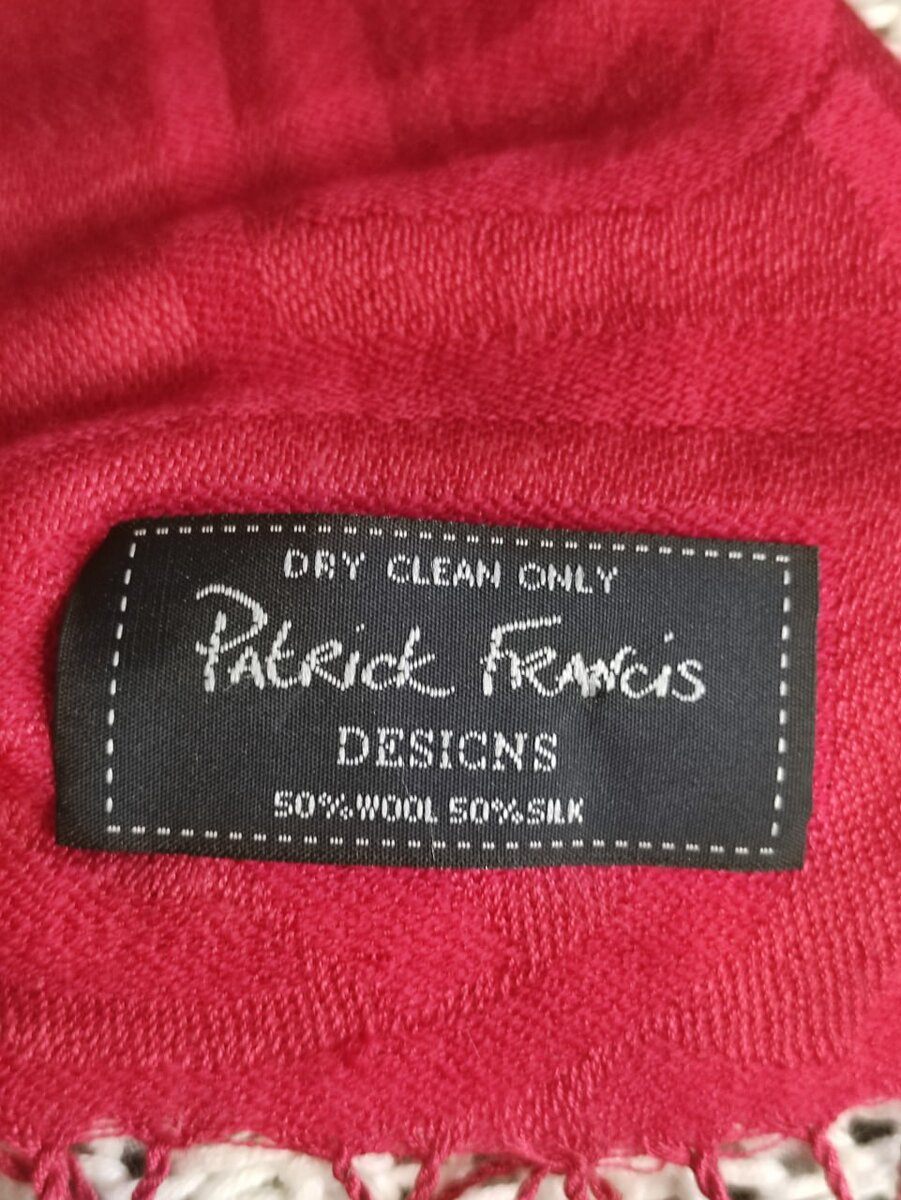 DRY CLEAN ONLY
Patrick Francis
DESIGNS
50% WOOL 50% SILK